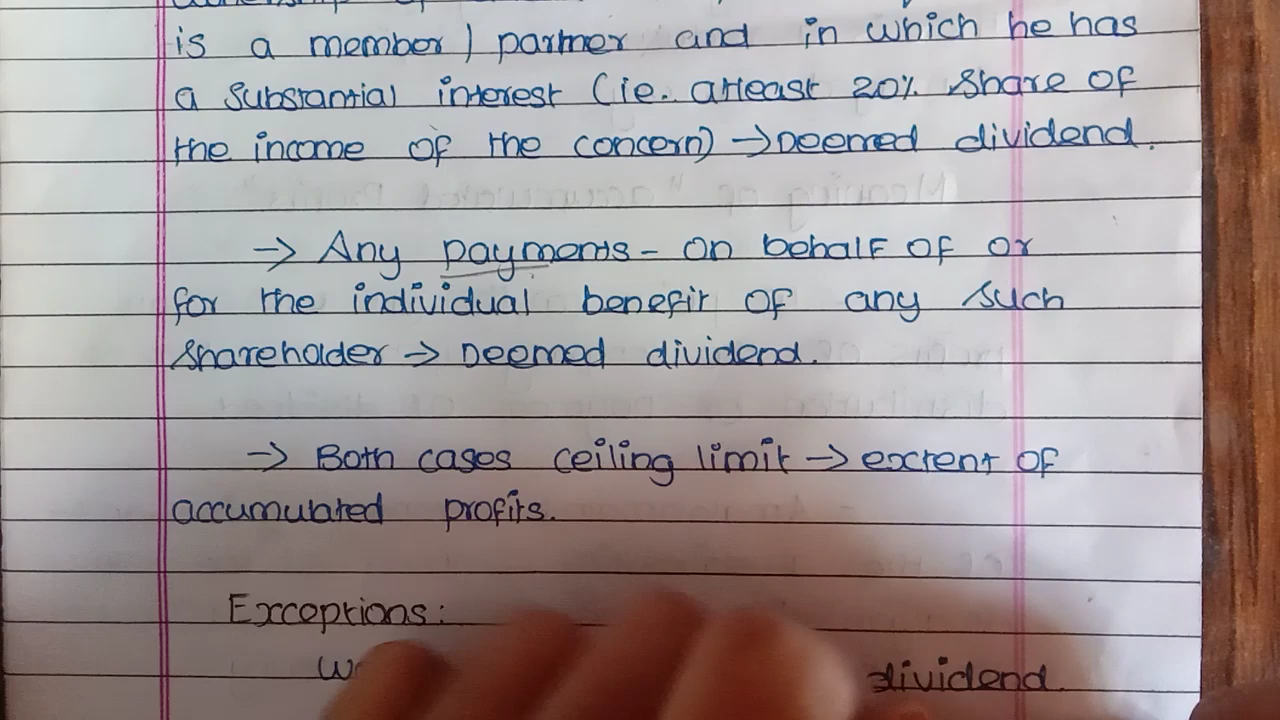 is a member / partner and in which he has
a substantial interest (ie. atleast 20% share of
the income of the concern) → Deemed dividend.
→ Any payments - on behalf of or
for the individual benefit of any such
shareholder → Deemed dividend.
→ Both cases ceiling limit → extent of
accumulated profits.
Exceptions:
dividend.